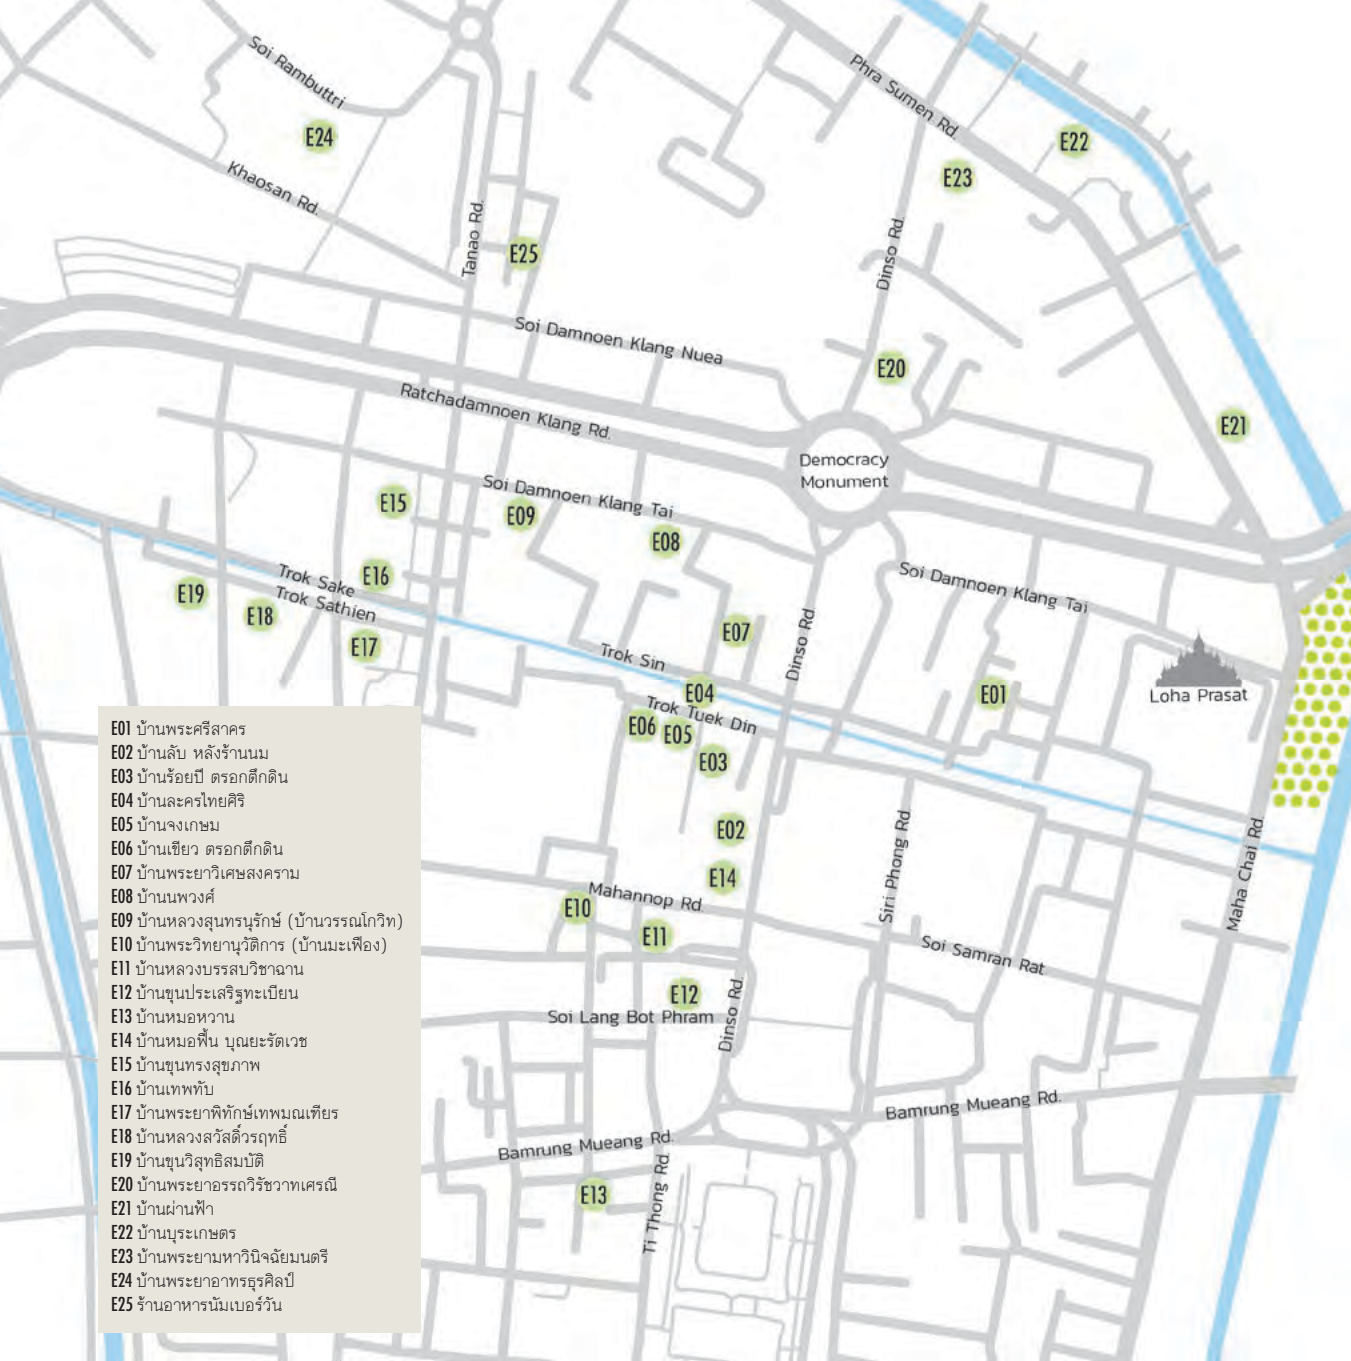 Soi Rambuttri
E24
Khaosan Rd.
Tanao Rd.
E25
Phra Sumen Rd.
E22
E23
Dinso Rd.
Soi Damnoen Klang Nuea
E20
Ratchadamnoen Klang Rd.
E21
Democracy
Monument
Soi Damnoen Klang Tai
E15
E09
E08
Trok Sake
E16
Trok Sathien
E19
E18
E17
Soi Damnoen Klang Tai
Dinso Rd
E07
Trok Sin
E04
Trok Tuek Din
E06
E05
E03
E01
Loha Prasat
E02
E14
Siri Phong Rd.
Maha Chai Rd
Mahannop Rd.
E10
E11
Soi Samran Rat
E12
Soi Lang Bot Phram
Dinso Rd.
Bamrung Mueang Rd.
Bamrung Mueang Rd.
E13
Ti Thong Rd.
E01 บ้านพระศรีสาคร
E02 บ้านลับ หลังร้านนม
E03 บ้านร้อยปี ตรอกตึกดิน
E04 บ้านละครไทยศิริ
E05 บ้านจงเกษม
E06 บ้านเขียว ตรอกตึกดิน
E07 บ้านพระยาวิเศษสงคราม
E08 บ้านนพวงศ์
E09 บ้านหลวงสุนทรนุรักษ์ (บ้านวรรณโกวิท)
E10 บ้านพระวิทยานุวัติการ (บ้านมะเฟือง)
E11 บ้านหลวงบรรสบวิชาฉาน
E12 บ้านขุนประเสริฐทะเบียน
E13 บ้านหมอหวาน
E14 บ้านหมอฟื้น บุณยะรัตเวช
E15 บ้านขุนทรงสุขภาพ
E16 บ้านเทพทับ
E17 บ้านพระยาพิทักษ์เทพมณเฑียร
E18 บ้านหลวงสวัสดิ์วรฤทธิ์
E19 บ้านขุนวิสุทธิสมบัติ
E20 บ้านพระยาอรรถวิรัชวาทเศรณี
E21 บ้านผ่านฟ้า
E22 บ้านบุระเกษตร
E23 บ้านพระยามหาวินิจฉัยมนตรี
E24 บ้านพระยาอาทรธุรศิลป์
E25 ร้านอาหารนัมเบอร์วัน